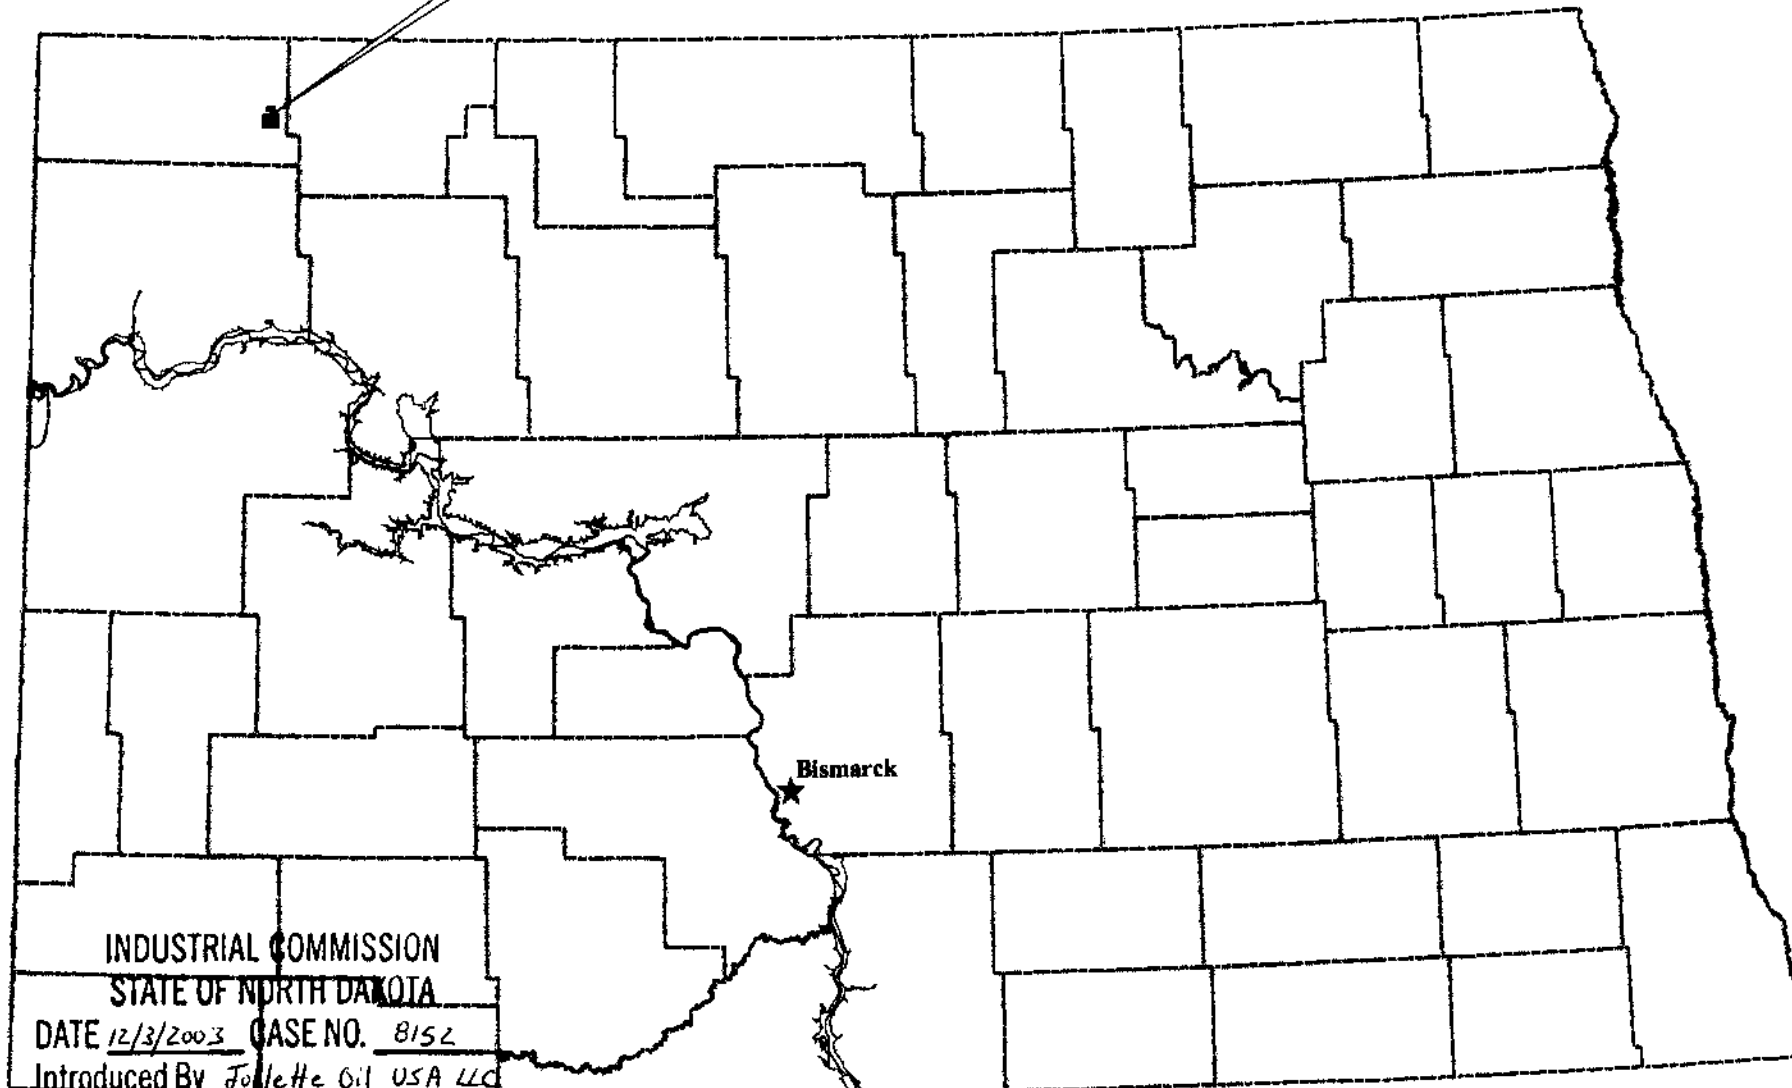 Bismarck
INDUSTRIAL COMMISSION
STATE OF NORTH DAKOTA
DATE 12/3/2003 CASE NO. 8152
Introduced By Oil USA LLC